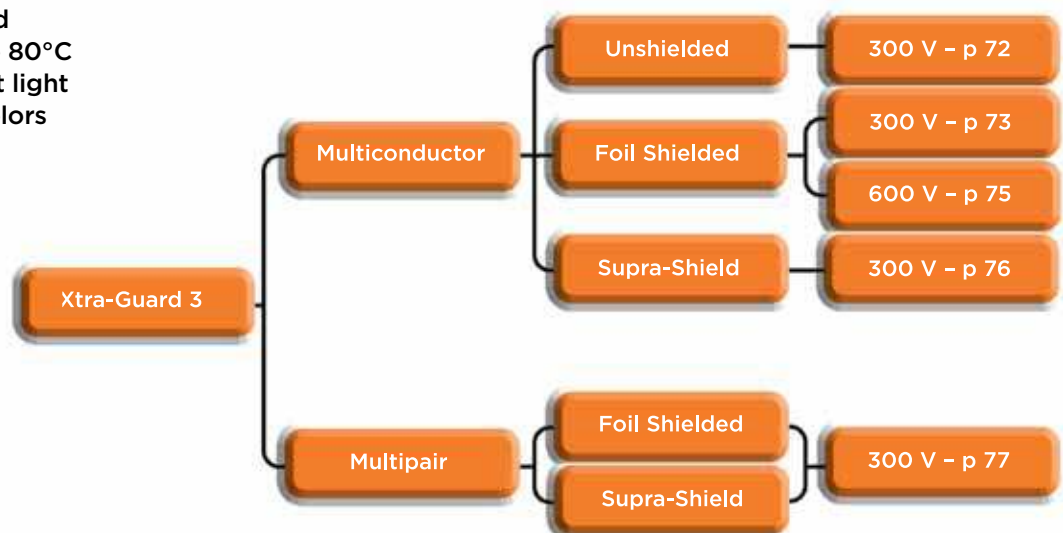 d
80°C
t light
lors
Xtra-Guard 3
Multiconductor
Unshielded
300 V – p 72
Foil Shielded
300 V – p 73
600 V – p 75
Supra-Shield
300 V – p 76
Multipair
Foil Shielded
Supra-Shield
300 V – p 77